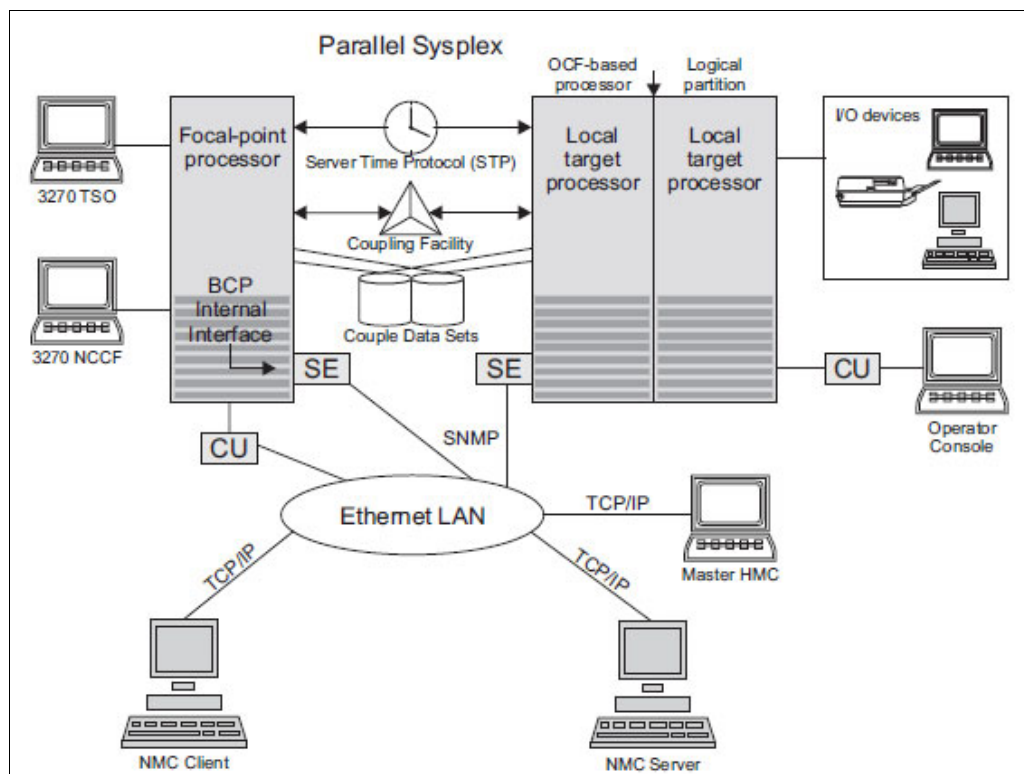 Parallel Sysplex
OCF-based
processor
Logical
partition
Focal-point
processor
Server Time Protocol (STP)
Local
target
processor
Local
target
processor
I/O devices
3270 TSO
Coupling Facility
BCP
Internal
Interface
Couple Data Sets
3270 NCCF
SE
SE
CU
Operator
Console
CU
SNMP
Ethernet LAN
TCP/IP
Master HMC
TCP/IP
TCP/IP
NMC Client
NMC Server